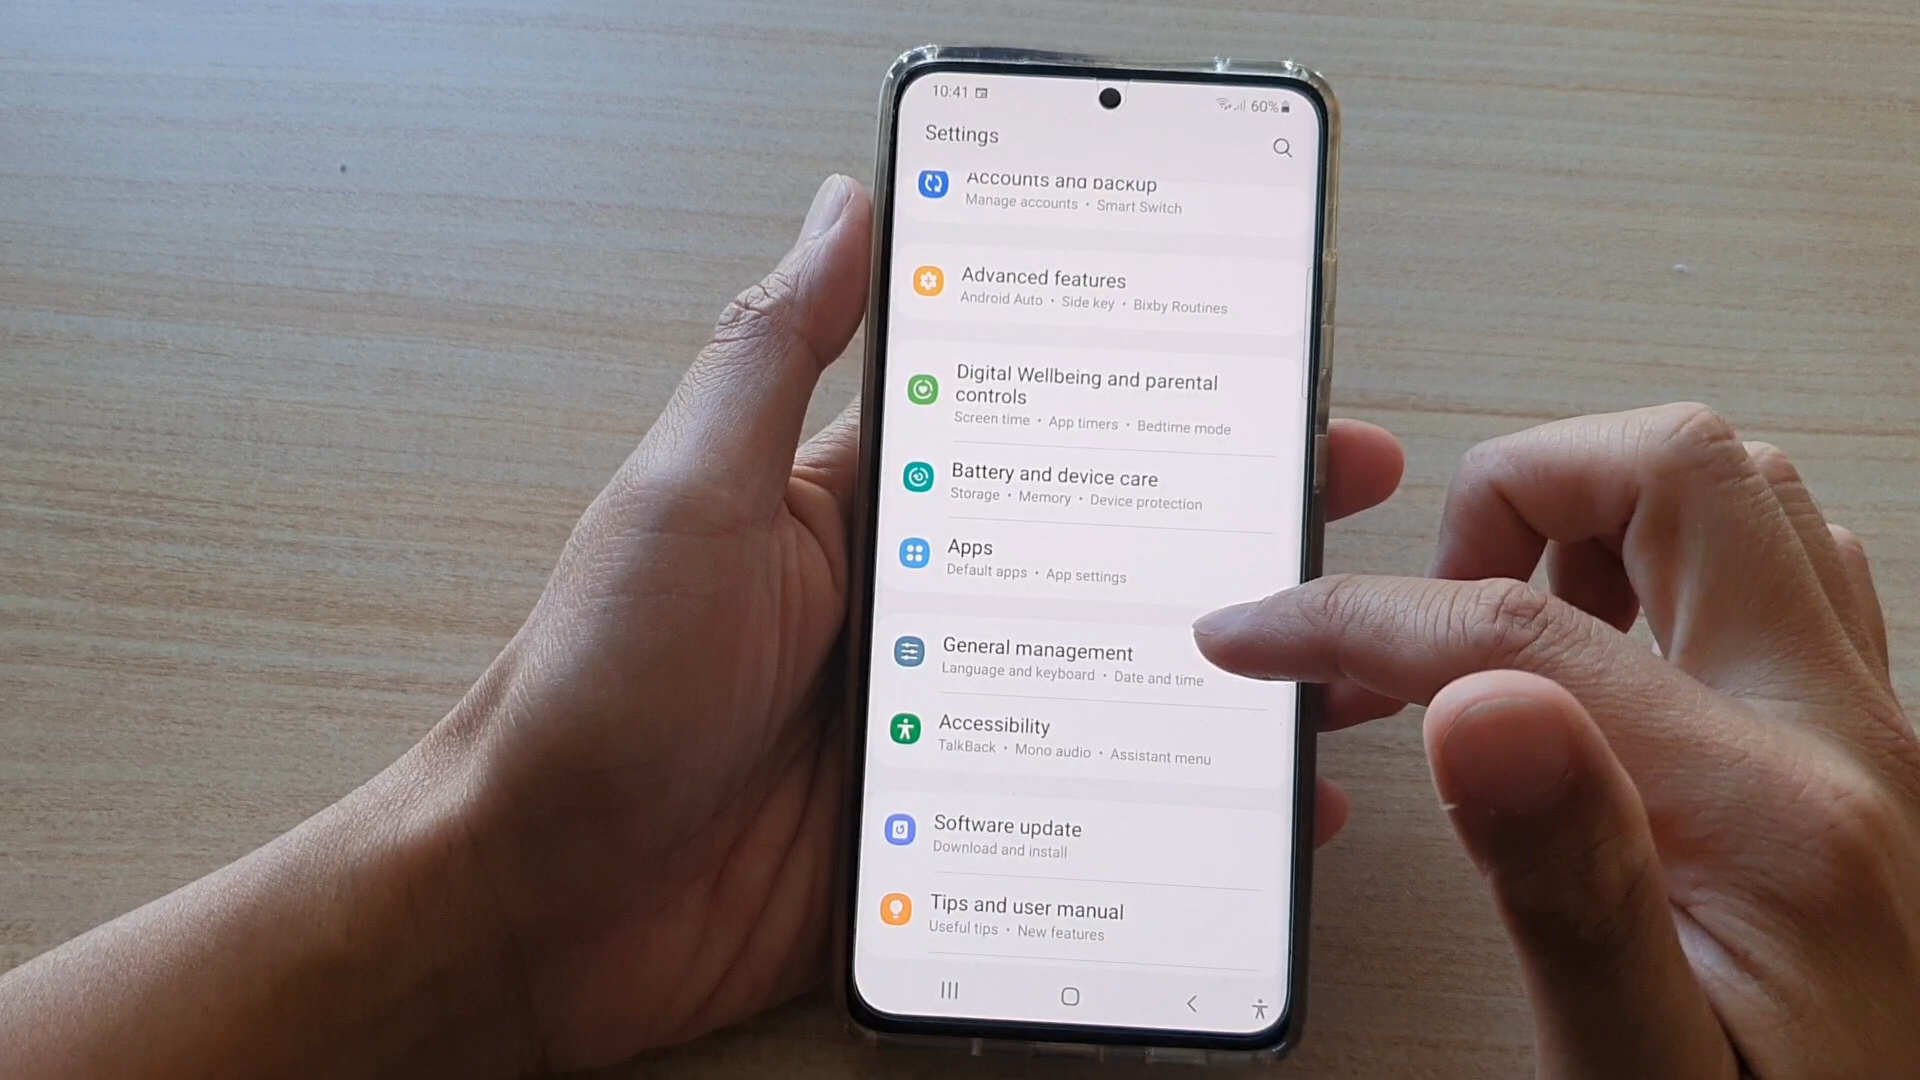 10:41
60%
Settings
Accounts and backup
Manage accounts • Smart Switch
Advanced features
Android Auto • Side key • Bixby Routines
Digital Wellbeing and parental
controls
Screen time • App timers • Bedtime mode
Battery and device care
Storage • Memory • Device protection
Apps
Default apps • App settings
General management
Language and keyboard • Date and time
Accessibility
TalkBack • Mono audio • Assistant menu
Software update
Download and install
Tips and user manual
Useful tips • New features